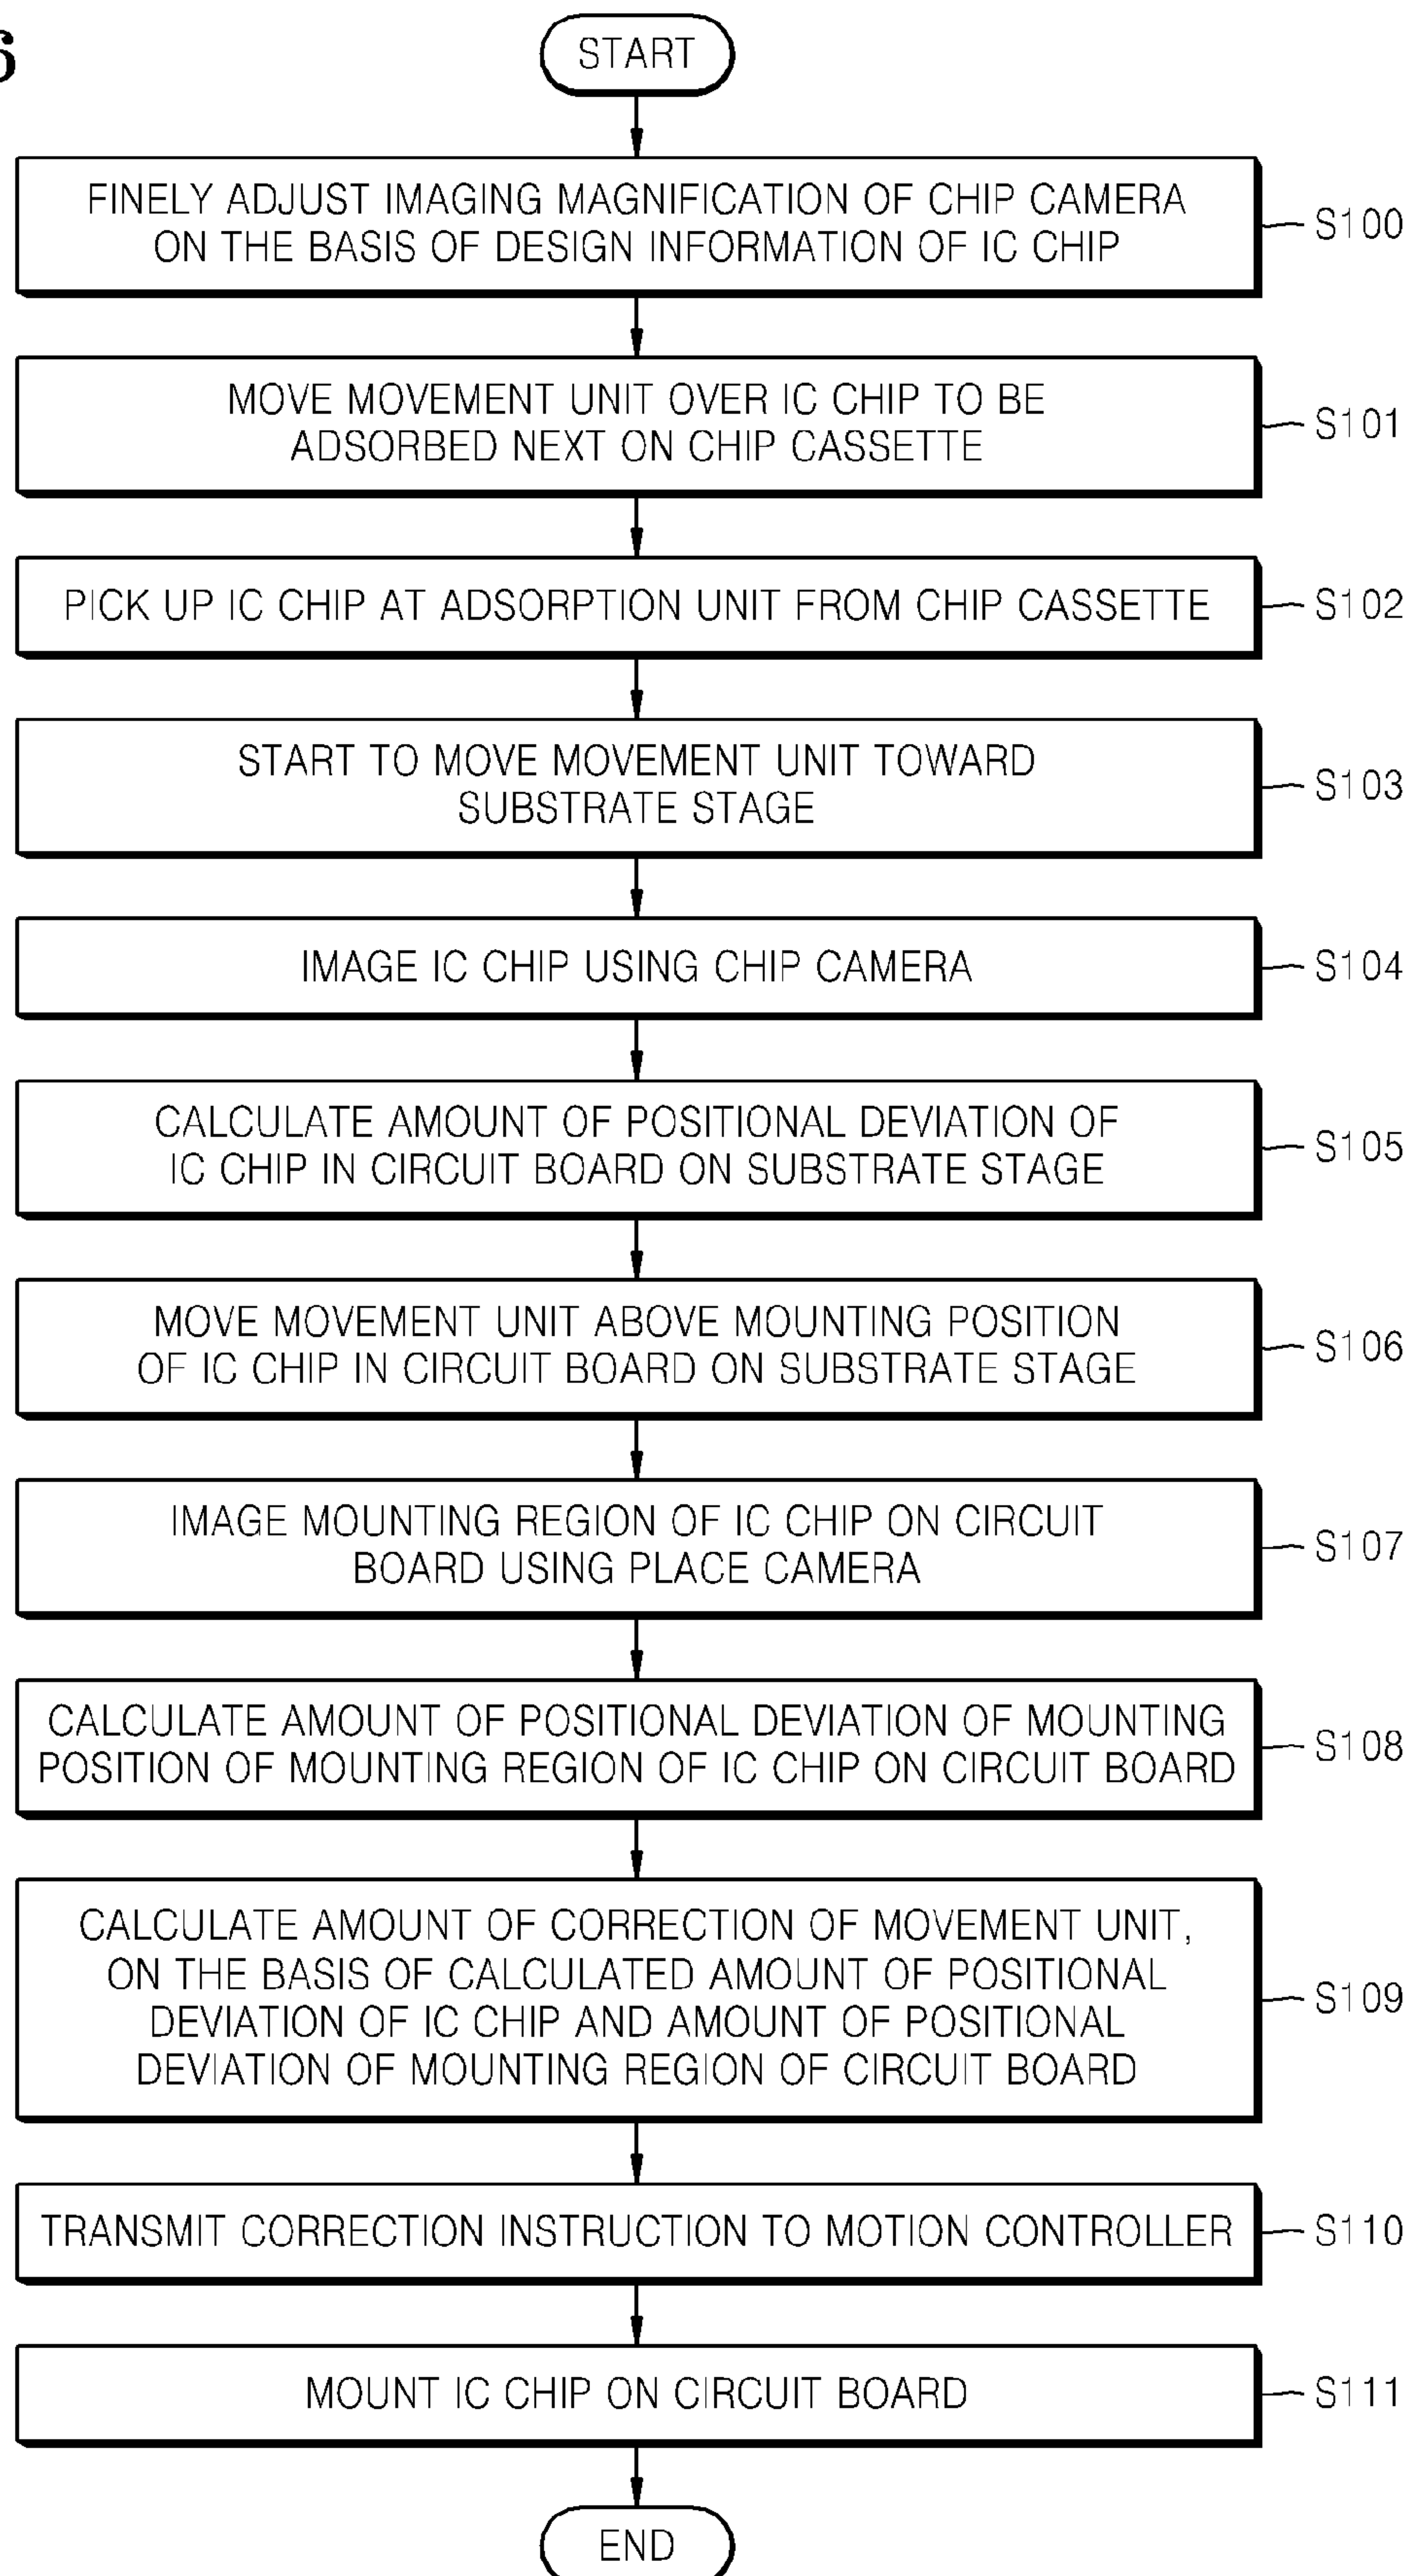 6
START
FINELY ADJUST IMAGING MAGNIFICATION OF CHIP CAMERA
ON THE BASIS OF DESIGN INFORMATION OF IC CHIP
S100
MOVE MOVEMENT UNIT OVER IC CHIP TO BE
ADSORBED NEXT ON CHIP CASSETTE
S101
PICK UP IC CHIP AT ADSORPTION UNIT FROM CHIP CASSETTE
S102
START TO MOVE MOVEMENT UNIT TOWARD
SUBSTRATE STAGE
S103
IMAGE IC CHIP USING CHIP CAMERA
S104
CALCULATE AMOUNT OF POSITIONAL DEVIATION OF
IC CHIP IN CIRCUIT BOARD ON SUBSTRATE STAGE
S105
MOVE MOVEMENT UNIT ABOVE MOUNTING POSITION
OF IC CHIP IN CIRCUIT BOARD ON SUBSTRATE STAGE
S106
IMAGE MOUNTING REGION OF IC CHIP ON CIRCUIT
BOARD USING PLACE CAMERA
S107
CALCULATE AMOUNT OF POSITIONAL DEVIATION OF MOUNTING
POSITION OF MOUNTING REGION OF IC CHIP ON CIRCUIT BOARD
S108
CALCULATE AMOUNT OF CORRECTION OF MOVEMENT UNIT,
ON THE BASIS OF CALCULATED AMOUNT OF POSITIONAL
DEVIATION OF IC CHIP AND AMOUNT OF POSITIONAL
DEVIATION OF MOUNTING REGION OF CIRCUIT BOARD
S109
TRANSMIT CORRECTION INSTRUCTION TO MOTION CONTROLLER
S110
MOUNT IC CHIP ON CIRCUIT BOARD
S111
END